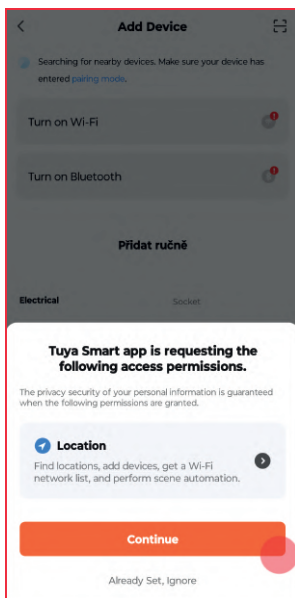 Add Device
Searching for nearby devices. Make sure your device has
entered pairing mode.
Turn on Wi-Fi
Turn on Bluetooth
Přidat ručně
Electrical
Socket
Tuya Smart app is requesting the
following access permissions.
The privacy security of your personal information is guaranteed
when the following permissions are granted.
Location
Find locations, add devices, get a Wi-Fi
network list, and perform scene automation.
Continue
Already Set, Ignore